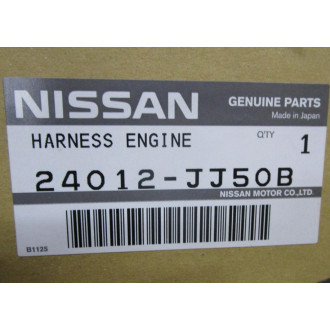 NISSAN GENUINE PARTS
Made in Japan
HARNESS ENGINE Q'TY 1
24012-JJ50B
NISSAN MOTOR CO.,LTD.
B1125